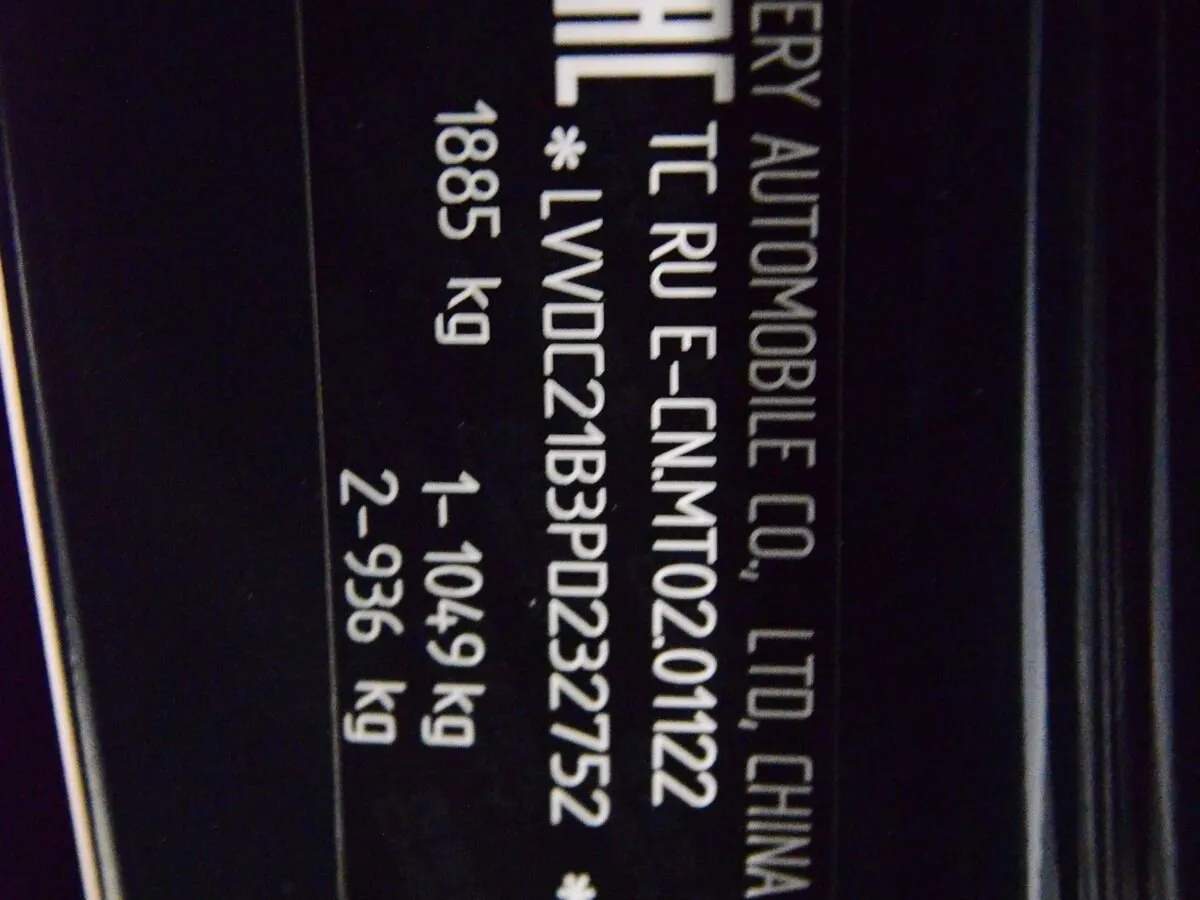 ERY AUTOMOBILE CO., LTD, CHINA
EAC TC RU E-CN.MT02.01122
*LVVDC21B3PD232752*
1885 kg 1- 1049 kg
2-936 kg